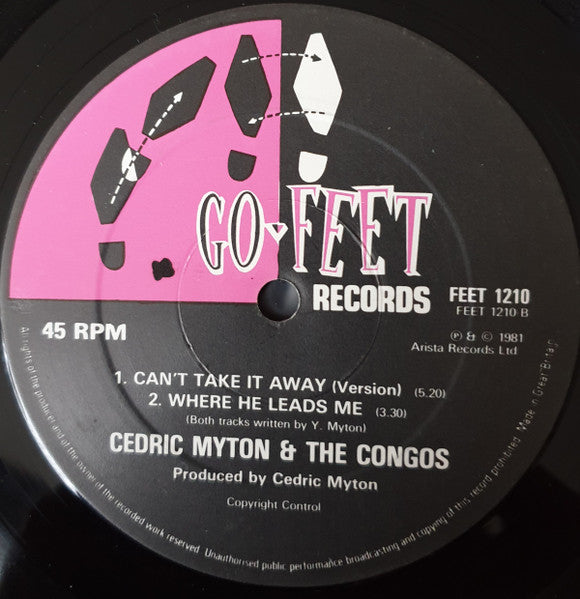 GO FEET
RECORDS
FEET 1210
FEET 1210 B
45 RPM
℗ & © 1981
Arista Records Ltd
1. CAN'T TAKE IT AWAY (Version) (5.20)
2. WHERE HE LEADS ME (3.30)
(Both tracks written by Y. Myton)
CEDRIC MYTON & THE CONGOS
Produced by Cedric Myton
Copyright Control
All rights of the producer and of the owner of the recorded work reserved. Unauthorised public performance broadcasting and copying of this record prohibited. Made in Great Britain